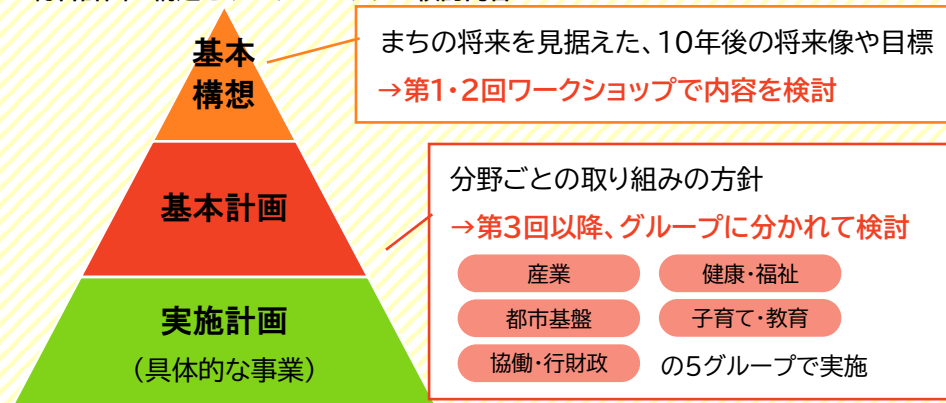 基本
構想
まちの将来を見据えた、10年後の将来像や目標
→第1・2回ワークショップで内容を検討
基本計画
分野ごとの取り組みの方針
→第3回以降、グループに分かれて検討
産業
健康・福祉
都市基盤
子育て・教育
協働・行財政
の5グループで実施
実施計画
（具体的な事業）